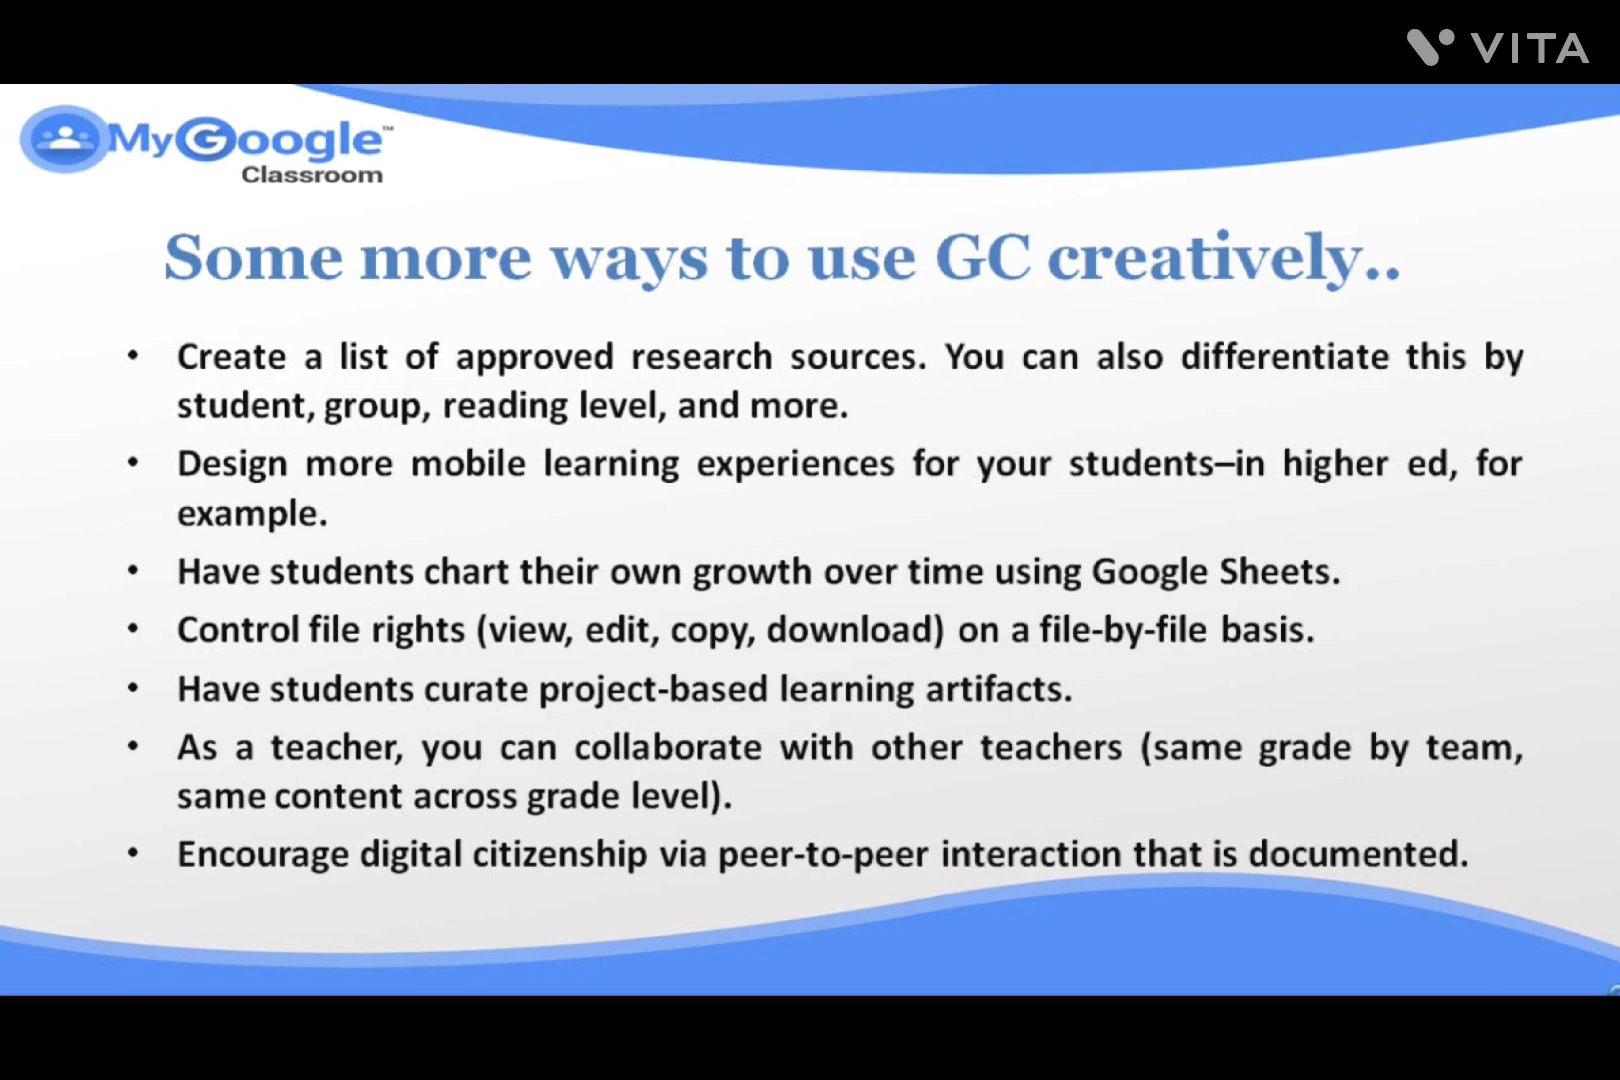 VITA
MyGoogle™
Classroom
Some more ways to use GC creatively..
• Create a list of approved research sources. You can also differentiate this by
student, group, reading level, and more.
• Design more mobile learning experiences for your students–in higher ed, for
example.
• Have students chart their own growth over time using Google Sheets.
• Control file rights (view, edit, copy, download) on a file-by-file basis.
• Have students curate project-based learning artifacts.
• As a teacher, you can collaborate with other teachers (same grade by team,
same content across grade level).
• Encourage digital citizenship via peer-to-peer interaction that is documented.